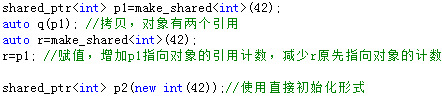 shared_ptr<int> p1=make_shared<int>(42);
auto q(p1); //拷贝，对象有两个引用
auto r=make_shared<int>(42);
r=p1; //赋值，增加p1指向对象的引用计数，减少r原先指向对象的计数
shared_ptr<int> p2(new int(42));//使用直接初始化形式